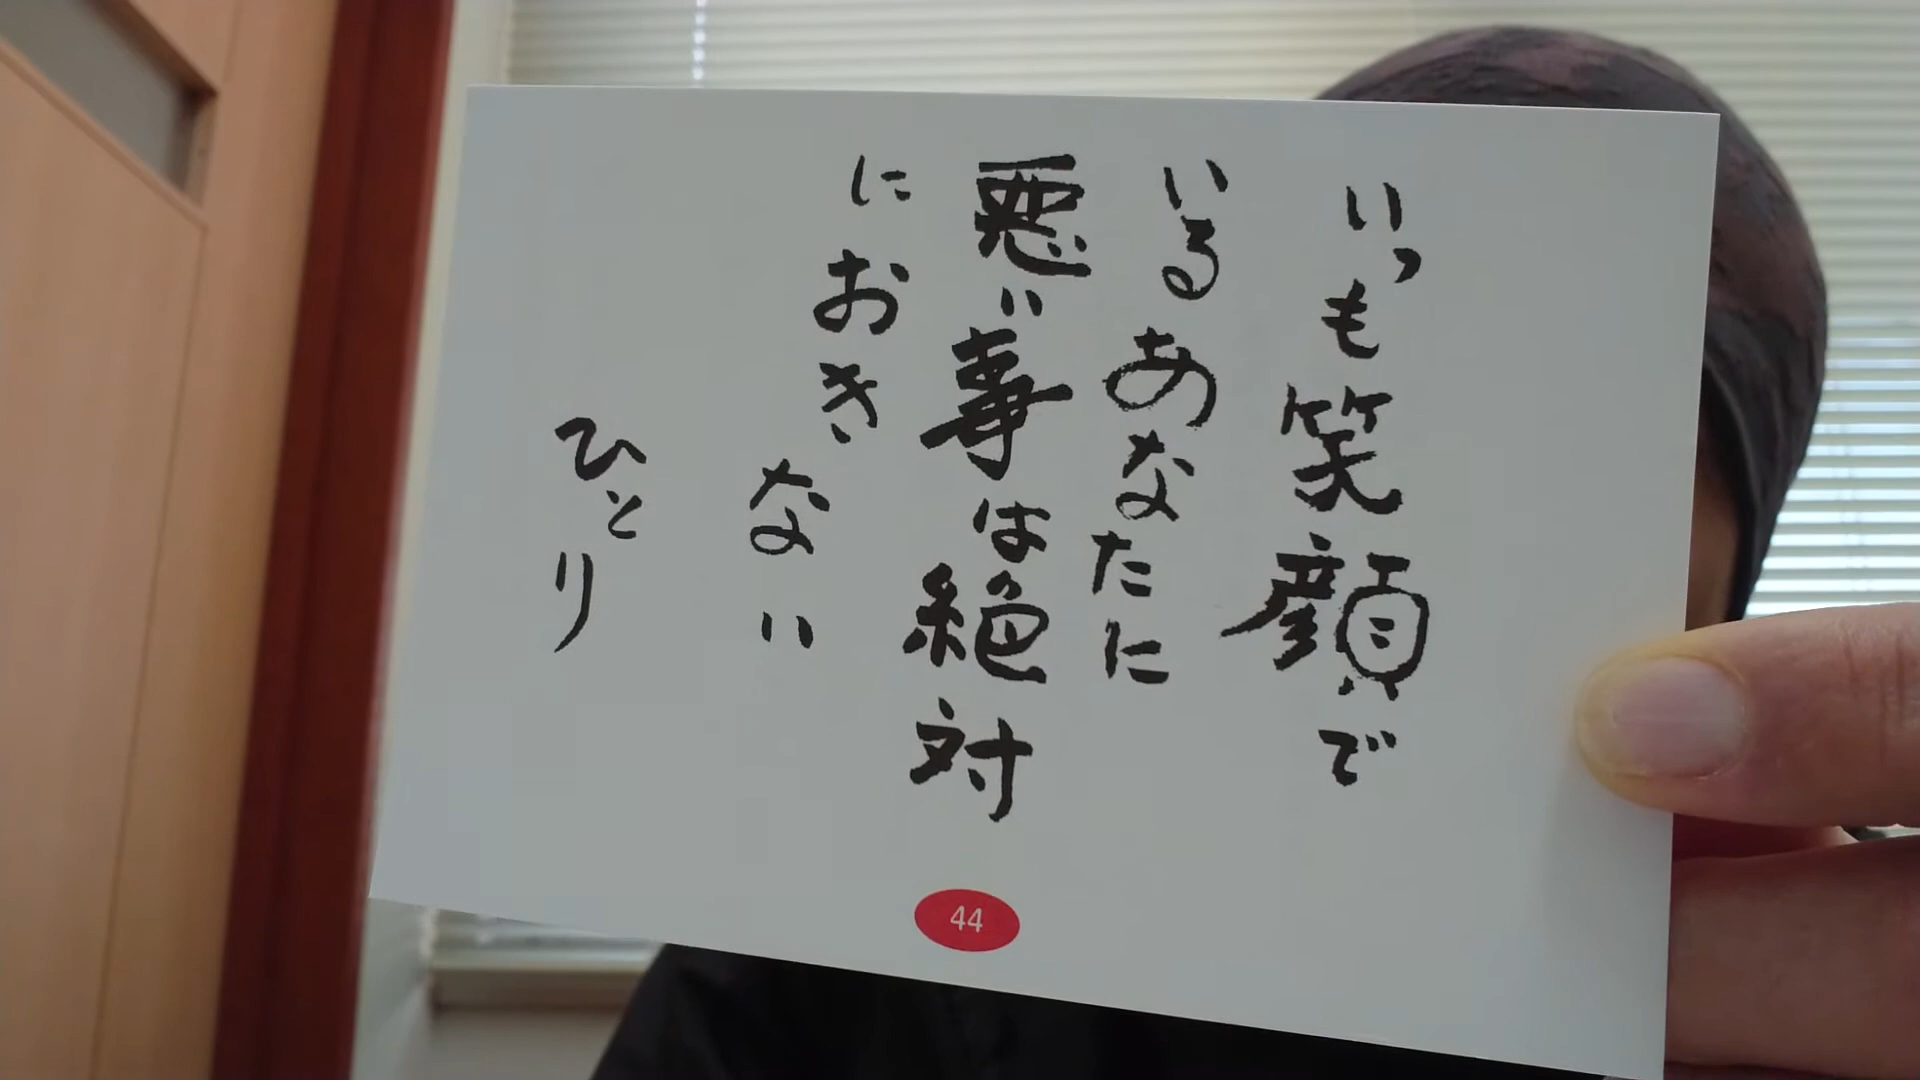 いつも笑顔で
いるあなたに
悪い事は絶対
におきない
ひとり
44